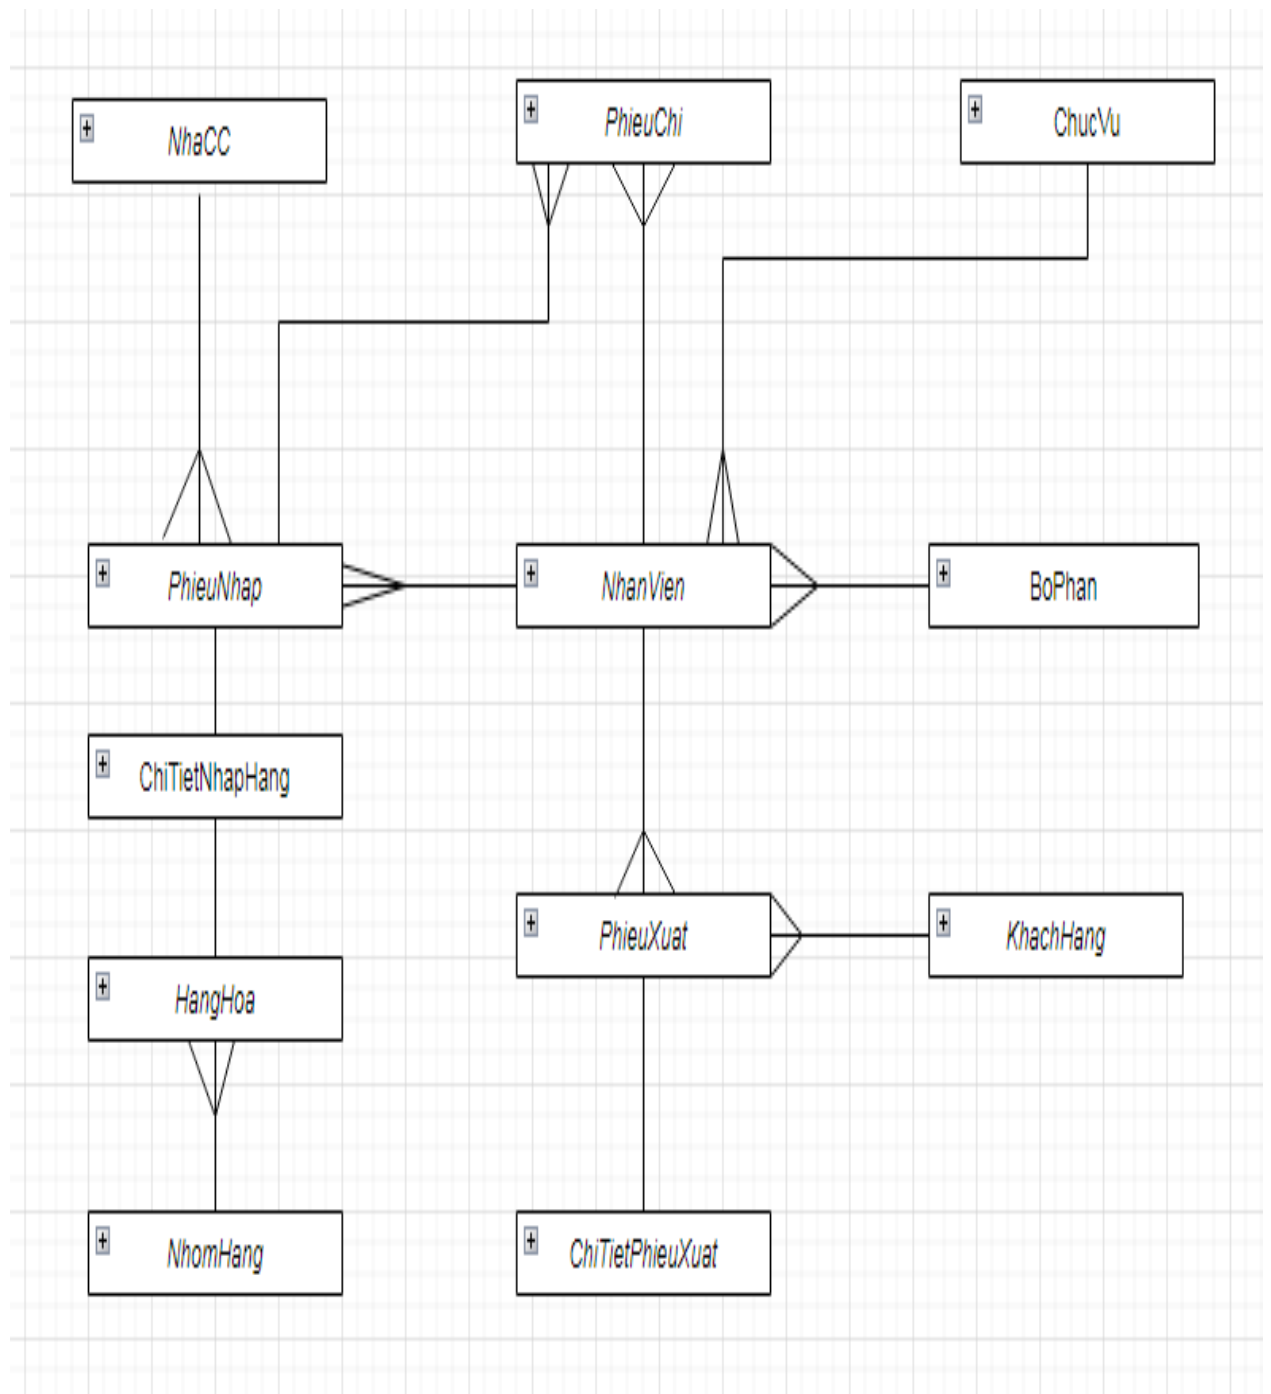 NhaCC
PhieuChi
ChucVu
PhieuNhap
NhanVien
BoPhan
ChiTietNhapHang
PhieuXuat
KhachHang
HangHoa
NhomHang
ChiTietPhieuXuat